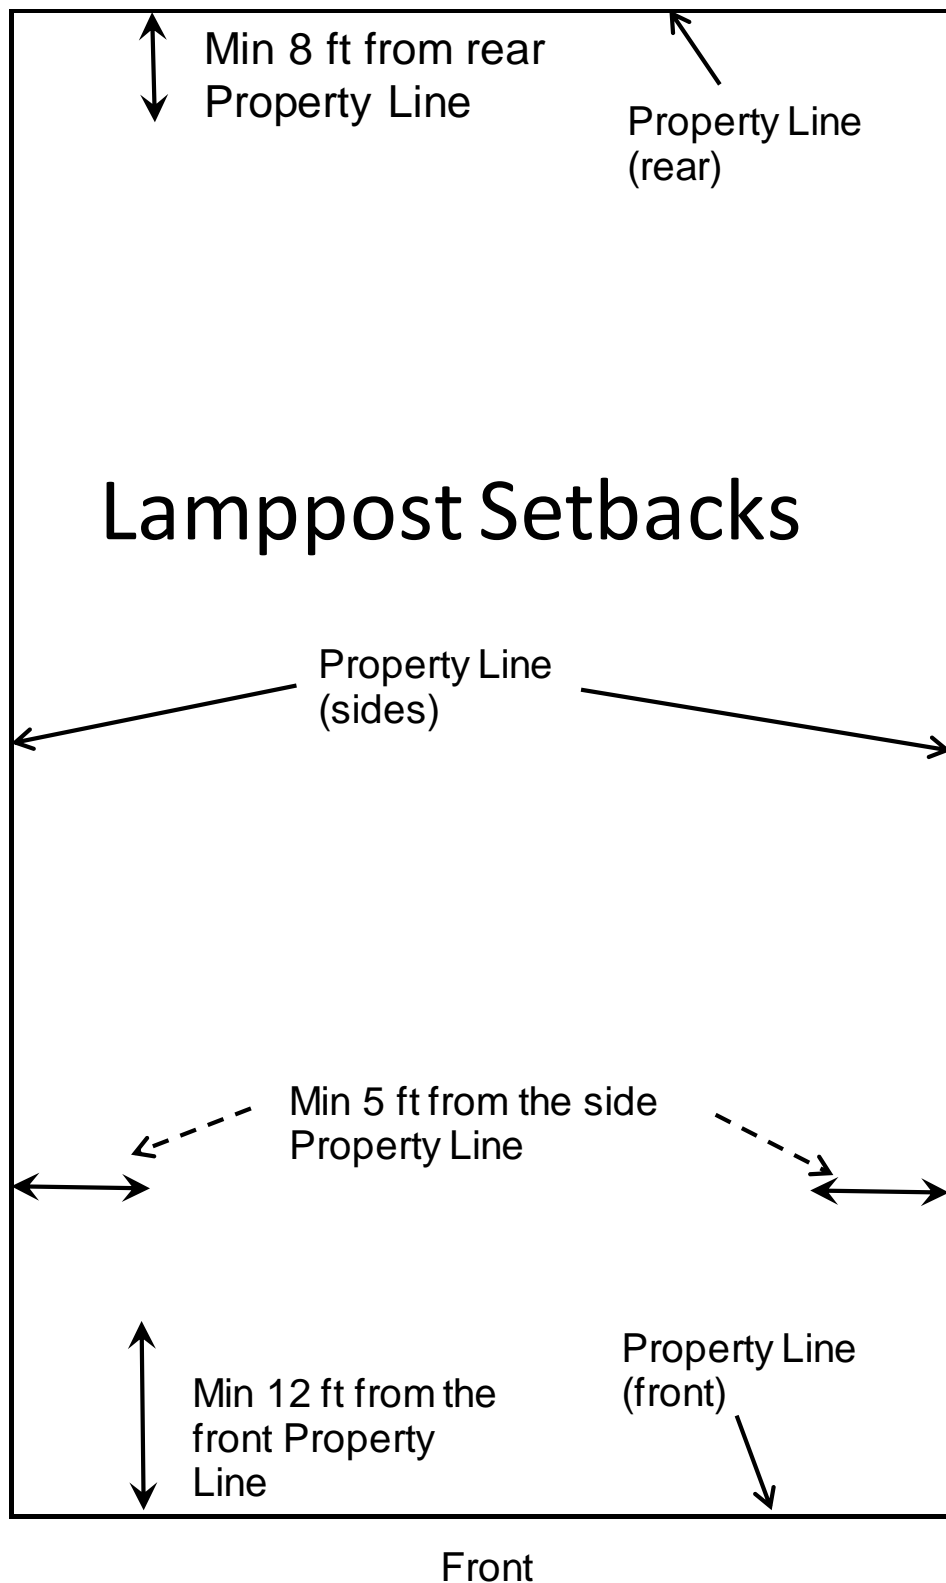 Min 8 ft from rear
Property Line
Property Line
(rear)
Lamppost Setbacks
Property Line
(sides)
Min 5 ft from the side
Property Line
Property Line
(front)
Min 12 ft from the
front Property
Line
Front